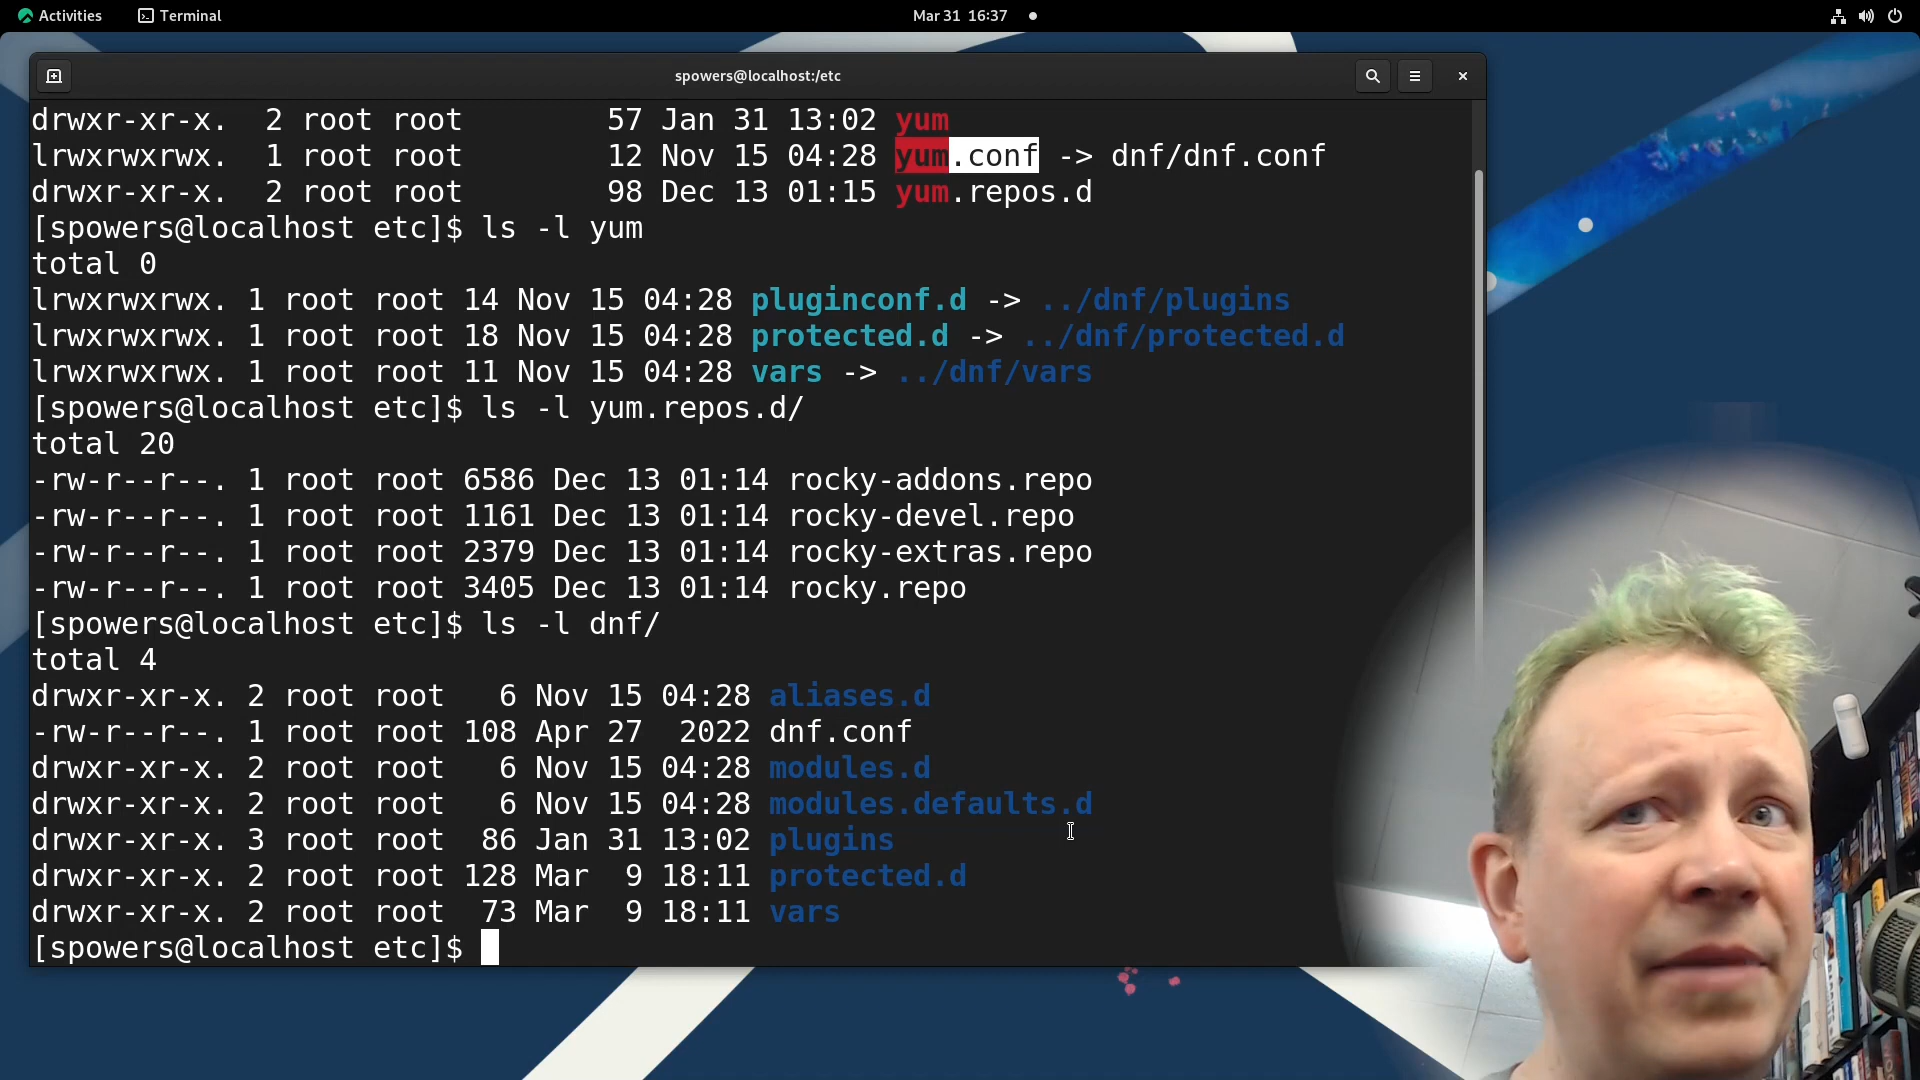 Activities Terminal Mar 31 16:37
spowers@localhost:/etc
drwxr-xr-x.  2 root root        57 Jan 31 13:02 yum
lrwxrwxrwx.  1 root root        12 Nov 15 04:28 yum.conf -> dnf/dnf.conf
drwxr-xr-x.  2 root root        98 Dec 13 01:15 yum.repos.d
[spowers@localhost etc]$ ls -l yum
total 0
lrwxrwxrwx. 1 root root 14 Nov 15 04:28 pluginconf.d -> ../dnf/plugins
lrwxrwxrwx. 1 root root 18 Nov 15 04:28 protected.d -> ../dnf/protected.d
lrwxrwxrwx. 1 root root 11 Nov 15 04:28 vars -> ../dnf/vars
[spowers@localhost etc]$ ls -l yum.repos.d/
total 20
-rw-r--r--. 1 root root 6586 Dec 13 01:14 rocky-addons.repo
-rw-r--r--. 1 root root 1161 Dec 13 01:14 rocky-devel.repo
-rw-r--r--. 1 root root 2379 Dec 13 01:14 rocky-extras.repo
-rw-r--r--. 1 root root 3405 Dec 13 01:14 rocky.repo
[spowers@localhost etc]$ ls -l dnf/
total 4
drwxr-xr-x. 2 root root   6 Nov 15 04:28 aliases.d
-rw-r--r--. 1 root root 108 Apr 27  2022 dnf.conf
drwxr-xr-x. 2 root root   6 Nov 15 04:28 modules.d
drwxr-xr-x. 2 root root   6 Nov 15 04:28 modules.defaults.d
drwxr-xr-x. 3 root root  86 Jan 31 13:02 plugins
drwxr-xr-x. 2 root root 128 Mar  9 18:11 protected.d
drwxr-xr-x. 2 root root  73 Mar  9 18:11 vars
[spowers@localhost etc]$